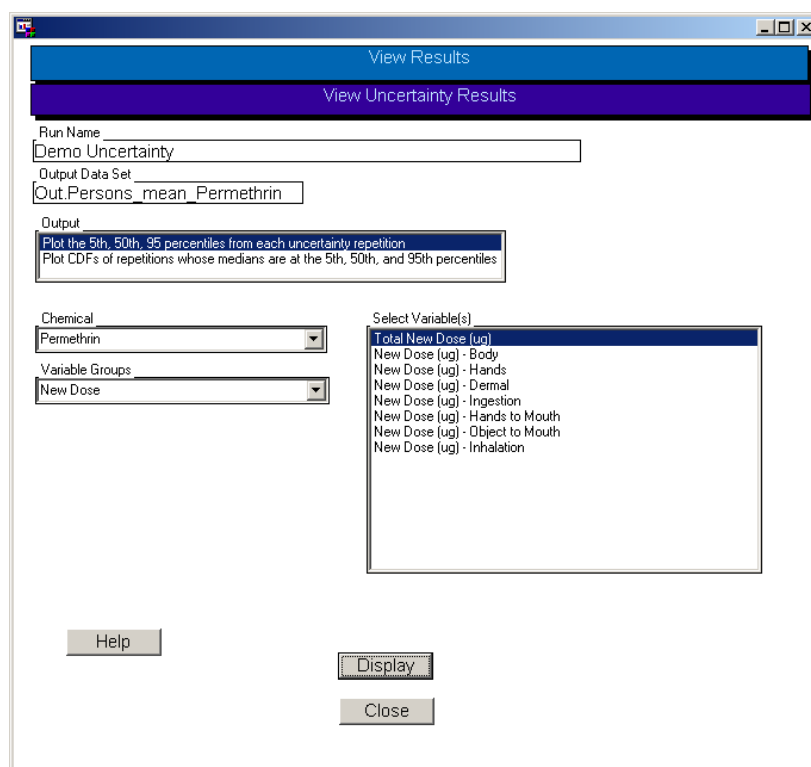 View Results
View Uncertainty Results
Run Name
Demo Uncertainty
Output Data Set
Out.Persons_mean_Permethrin
Output
Plot the 5th, 50th, 95 percentiles from each uncertainty repetition
Plot CDFs of repetitions whose medians are at the 5th, 50th, and 95th percentiles
Chemical
Permethrin
Variable Groups
New Dose
Select Variable(s)
Total New Dose (ug)
New Dose (ug) - Body
New Dose (ug) - Hands
New Dose (ug) - Dermal
New Dose (ug) - Ingestion
New Dose (ug) - Hands to Mouth
New Dose (ug) - Object to Mouth
New Dose (ug) - Inhalation
Help
Display
Close